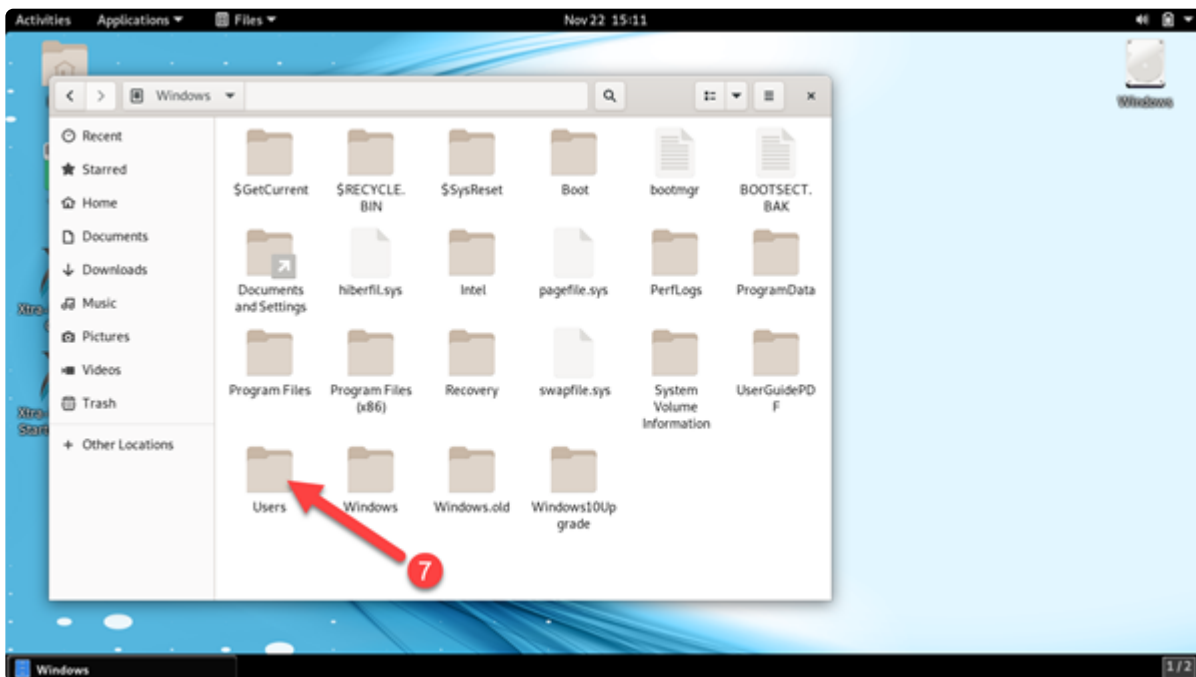 Activities Applications Files Nov 22 15:11
Windows
Windows
Recent
Starred
Home
Documents
Downloads
Music
Pictures
Videos
Trash
+ Other Locations
$GetCurrent
$RECYCLE.
BIN
$SysReset
Boot
bootmgr
BOOTSECT.
BAK
Documents
and Settings
hiberfil.sys
Intel
pagefile.sys
PerfLogs
ProgramData
Program Files
Program Files
(x86)
Recovery
swapfile.sys
System
Volume
Information
UserGuidePD
F
Users
Windows
Windows.old
Windows10Up
grade
7
Xtra-
Xtra-
Start
Windows
1/2